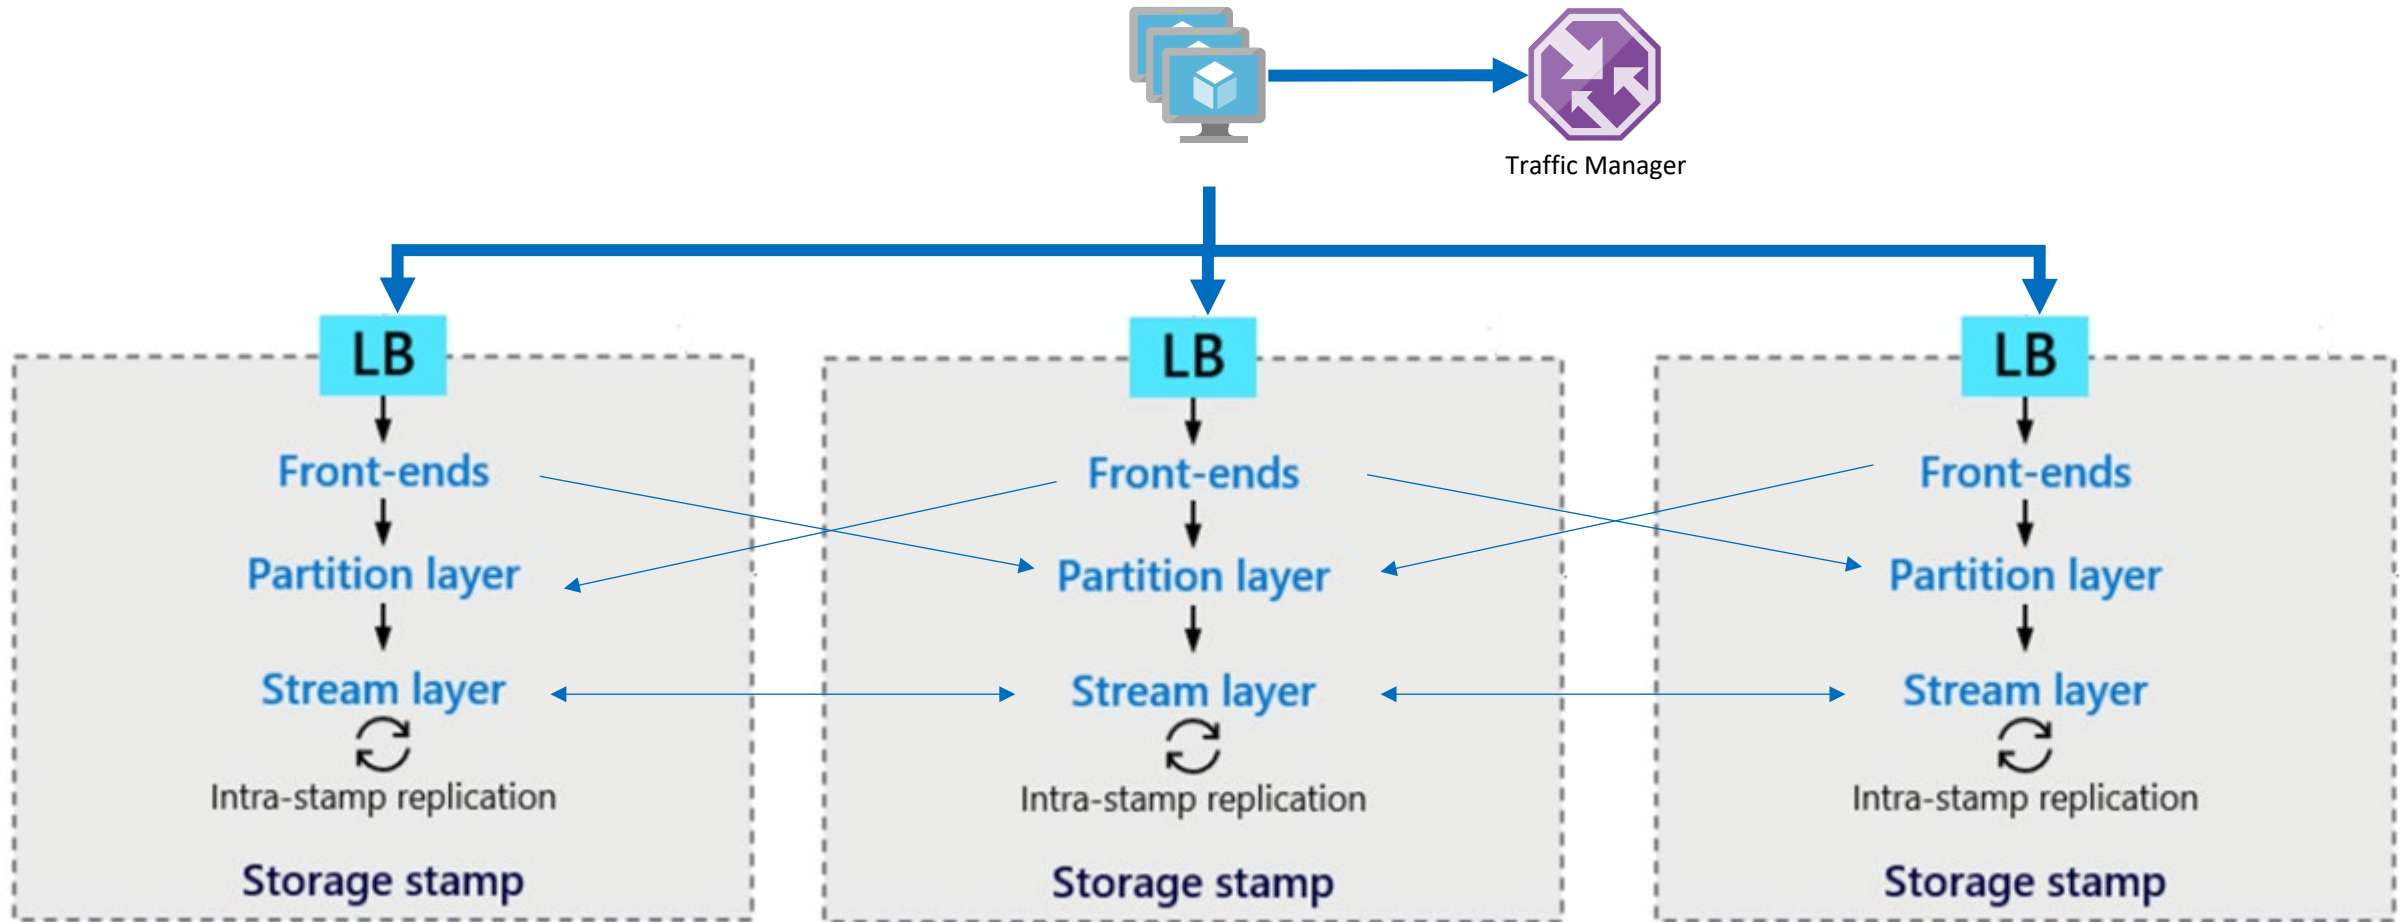 Traffic Manager
LB
Front-ends
Partition layer
Stream layer
Intra-stamp replication
Storage stamp
LB
Front-ends
Partition layer
Stream layer
Intra-stamp replication
Storage stamp
LB
Front-ends
Partition layer
Stream layer
Intra-stamp replication
Storage stamp